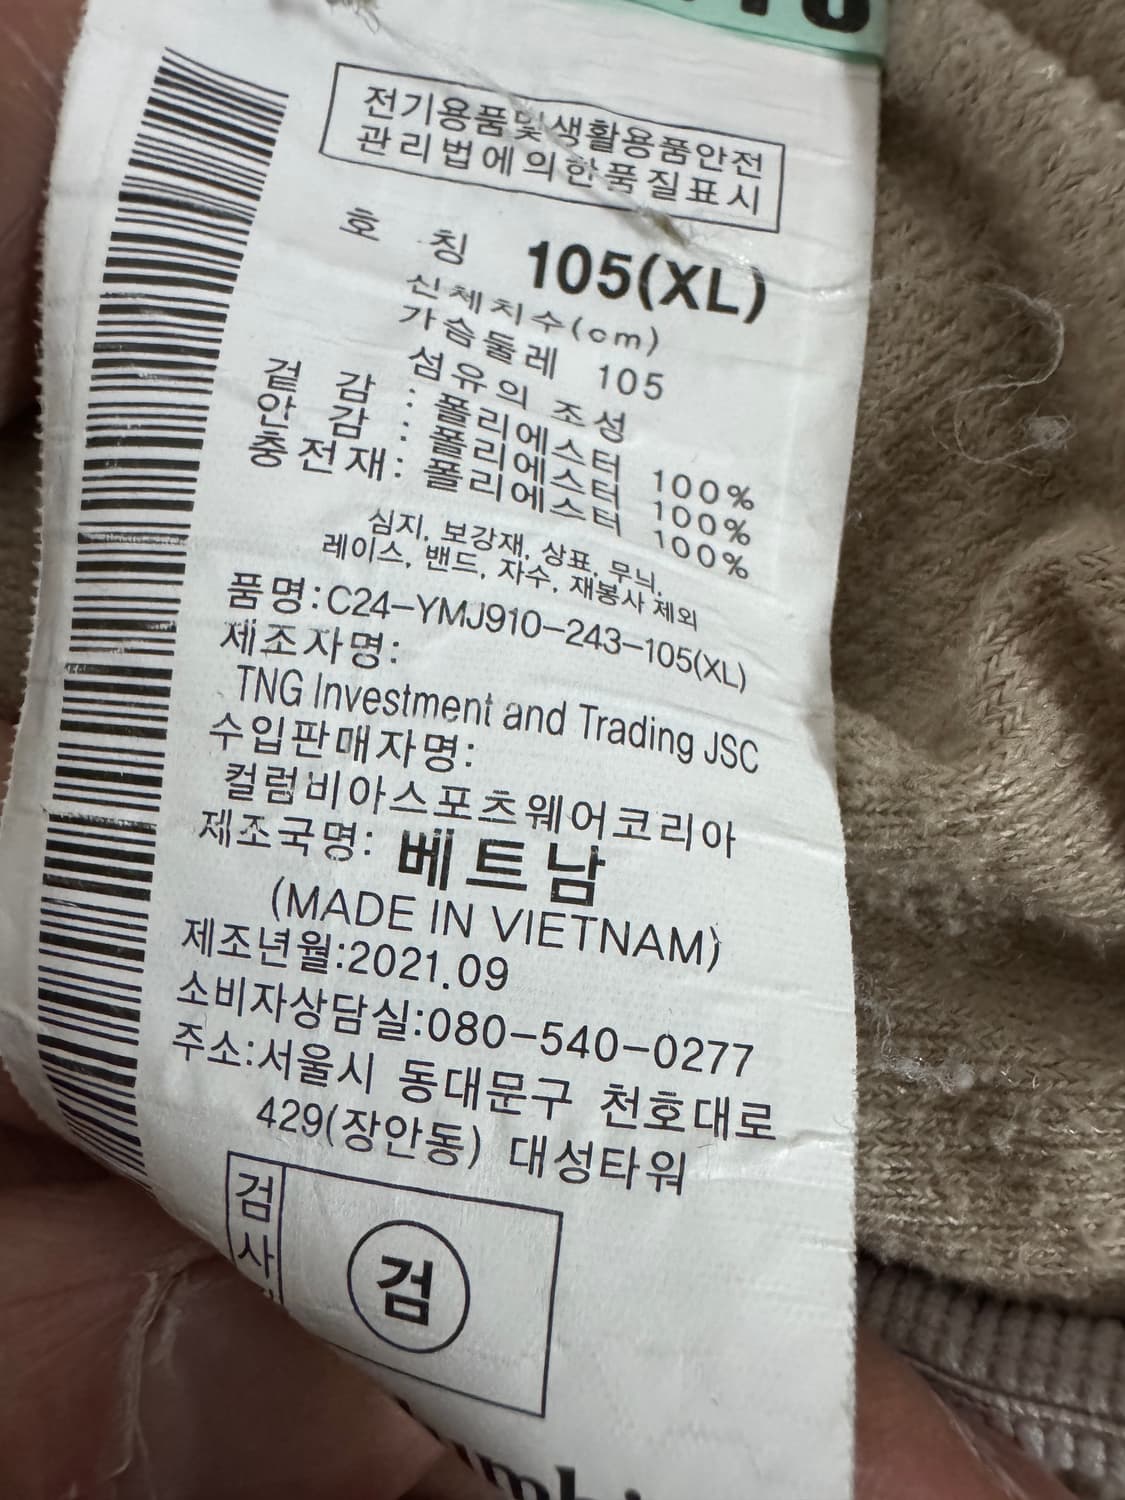 전기용품및생활용품안전
관리법에의한품질표시
호 칭 105(XL)
신체치수(cm)
가슴둘레 105
섬유의 조성
겉 감 : 폴리에스터 100%
안 감 : 폴리에스터 100%
충전재: 폴리에스터 100%
심지, 보강재, 상표, 무늬,
레이스, 밴드, 자수, 재봉사 제외
품명:C24-YMJ910-243-105(XL)
제조자명:
TNG Investment and Trading JSC
수입판매자명:
컬럼비아스포츠웨어코리아
제조국명: 베트남
(MADE IN VIETNAM)
제조년월:2021.09
소비자상담실:080-540-0277
주소:서울시 동대문구 천호대로
429(장안동) 대성타워
검사
검